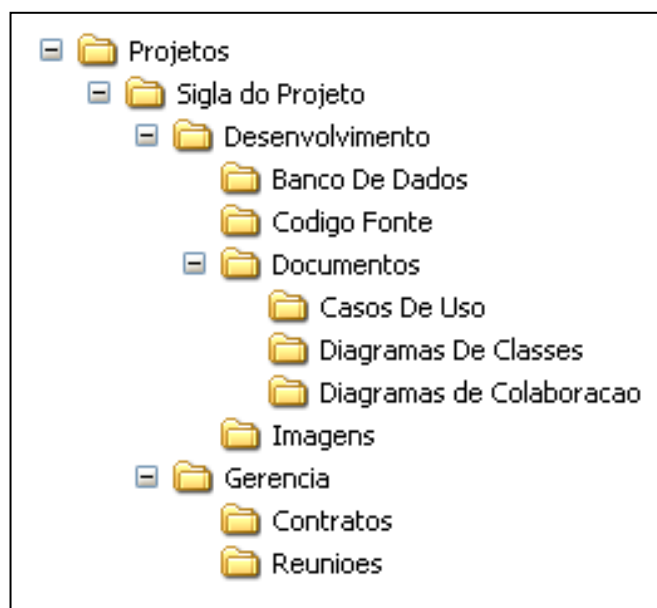 Projetos
Sigla do Projeto
Desenvolvimento
Banco De Dados
Codigo Fonte
Documentos
Casos De Uso
Diagramas De Classes
Diagramas de Colaboracao
Imagens
Gerencia
Contratos
Reunioes